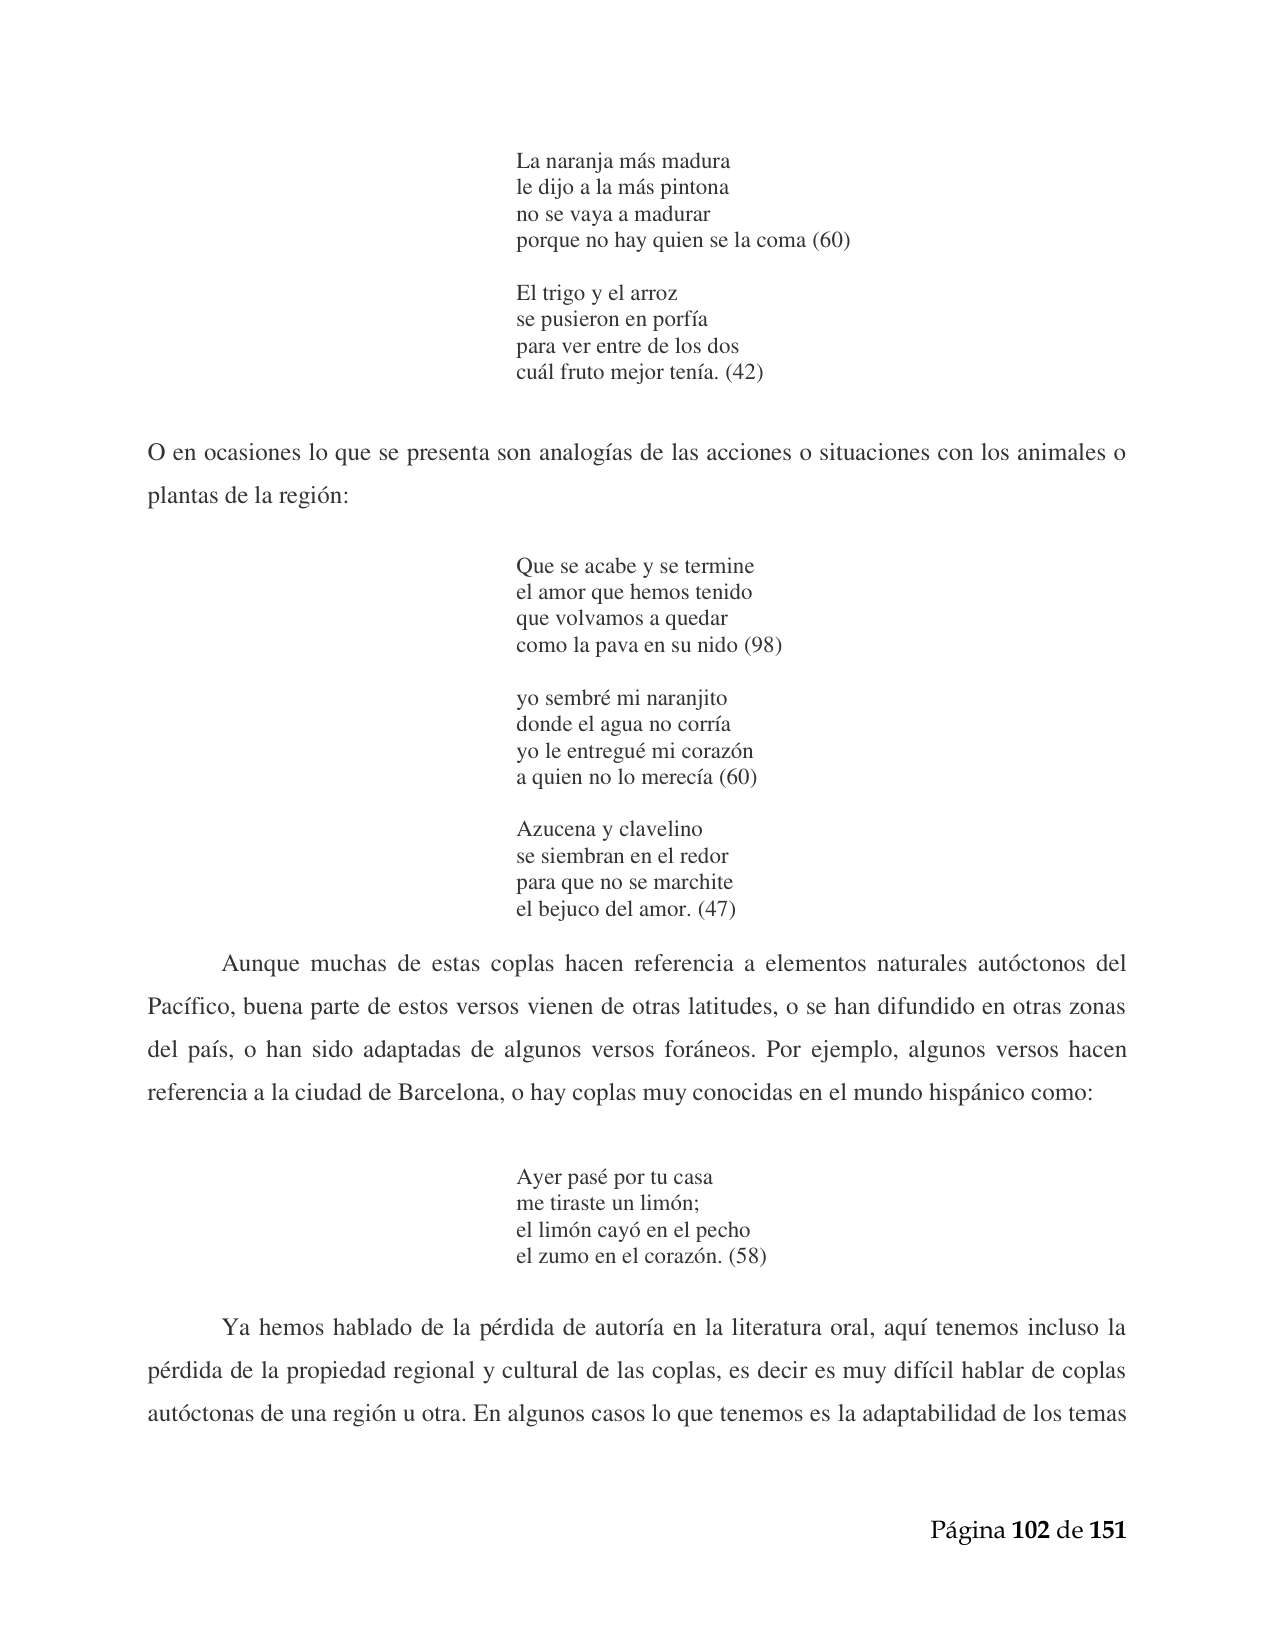 La naranja más madura
le dijo a la más pintona
no se vaya a madurar
porque no hay quien se la coma (60)
El trigo y el arroz
se pusieron en porfía
para ver entre de los dos
cuál fruto mejor tenía. (42)
O en ocasiones lo que se presenta son analogías de las acciones o situaciones con los animales o
plantas de la región:
Que se acabe y se termine
el amor que hemos tenido
que volvamos a quedar
como la pava en su nido (98)
yo sembré mi naranjito
donde el agua no corría
yo le entregué mi corazón
a quien no lo merecía (60)
Azucena y clavelino
se siembran en el redor
para que no se marchite
el bejuco del amor. (47)
Aunque muchas de estas coplas hacen referencia a elementos naturales autóctonos del
Pacífico, buena parte de estos versos vienen de otras latitudes, o se han difundido en otras zonas
del país, o han sido adaptadas de algunos versos foráneos. Por ejemplo, algunos versos hacen
referencia a la ciudad de Barcelona, o hay coplas muy conocidas en el mundo hispánico como:
Ayer pasé por tu casa
me tiraste un limón;
el limón cayó en el pecho
el zumo en el corazón. (58)
Ya hemos hablado de la pérdida de autoría en la literatura oral, aquí tenemos incluso la
pérdida de la propiedad regional y cultural de las coplas, es decir es muy difícil hablar de coplas
autóctonas de una región u otra. En algunos casos lo que tenemos es la adaptabilidad de los temas
Página 102 de 151